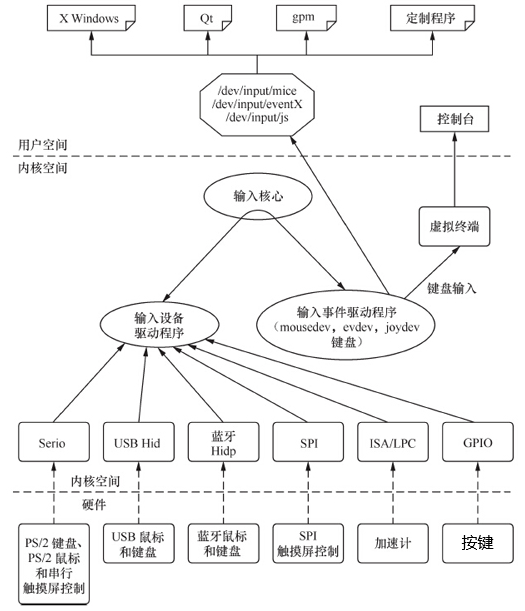 X Windows
Qt
gpm
定制程序
/dev/input/mice
/dev/input/eventX
/dev/input/js
控制台
用户空间
内核空间
输入核心
虚拟终端
键盘输入
输入设备
驱动程序
输入事件驱动程序
（mousedev，evdev，joydev
键盘）
Serio
USB Hid
蓝牙
Hidp
SPI
ISA/LPC
GPIO
内核空间
硬件
PS/2 键盘、
PS/2 鼠标
和串行
触摸屏控制
USB 鼠标
和键盘
蓝牙鼠标
和键盘
SPI
触摸屏控制
加速计
按键